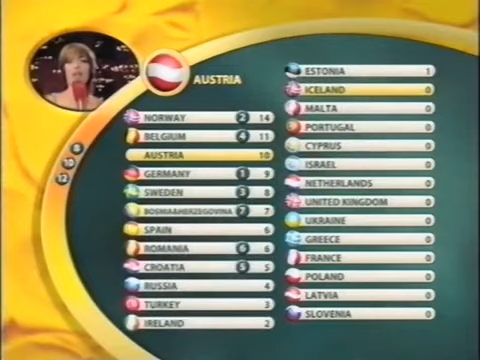 AUSTRIA
8
10
12
NORWAY 2 14
BELGIUM 4 11
AUSTRIA 10
GERMANY 1 9
SWEDEN 3 8
BOSNIA&HERZEGOVINA 7 7
SPAIN 6
ROMANIA 6 6
CROATIA 5 5
RUSSIA 4
TURKEY 3
IRELAND 2
ESTONIA 1
ICELAND 0
MALTA 0
PORTUGAL 0
CYPRUS 0
ISRAEL 0
NETHERLANDS 0
UNITED KINGDOM 0
UKRAINE 0
GREECE 0
FRANCE 0
POLAND 0
LATVIA 0
SLOVENIA 0